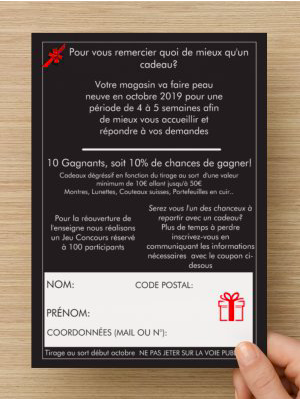 Pour vous remercier quoi de mieux qu'un
cadeau?
Votre magasin va faire peau
neuve en octobre 2019 pour une
période de 4 à 5 semaines afin
de mieux vous accueillir et
répondre à vos demandes
10 Gagnants, soit 10% de chances de gagner!
Cadeaux dégressif en fonction du tirage au sort d'une valeur
minimum de 10€ allant jusqu'à 50€
Montres, Lunettes, Couteaux suisses, Portefeuilles en cuir..
Pour la réouverture de
l'enseigne nous réalisons
un Jeu Concours réservé
à 100 participants
Serez vous l'un des chanceux à
repartir avec un cadeau?
Plus de temps à perdre
inscrivez-vous en
communiquant les informations
nécessaires avec le coupon ci-
desous
NOM:
CODE POSTAL:
PRÉNOM:
COORDONNÉES (MAIL OU N°):
Tirage au sort début octobre NE PAS JETER SUR LA VOIE PUB